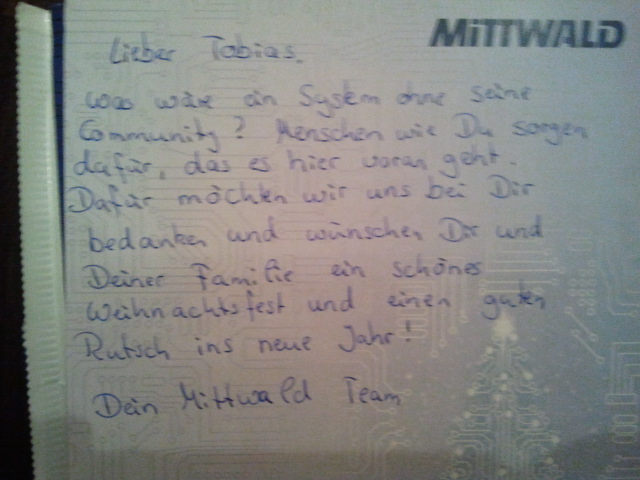 MITTWALD
Lieber Tobias,
was wäre ein System ohne seine
Community? Menschen wie Du sorgen
dafür, das es hier voran geht.
Dafür möchten wir uns bei Dir
bedanken und wünschen Dir und
Deiner Familie ein schönes
Weihnachtsfest und einen guten
Rutsch ins neue Jahr!
Dein Mittwald Team